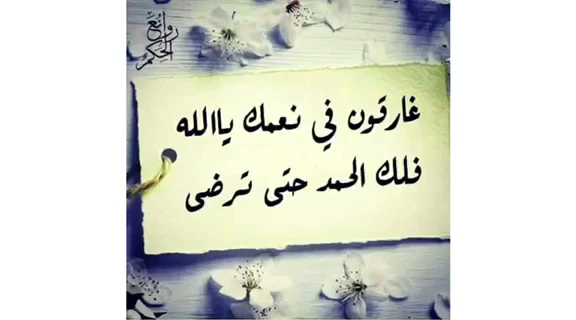 روائع
الحكم
غارقون في نعمك ياالله
فلك الحمد حتى ترضى